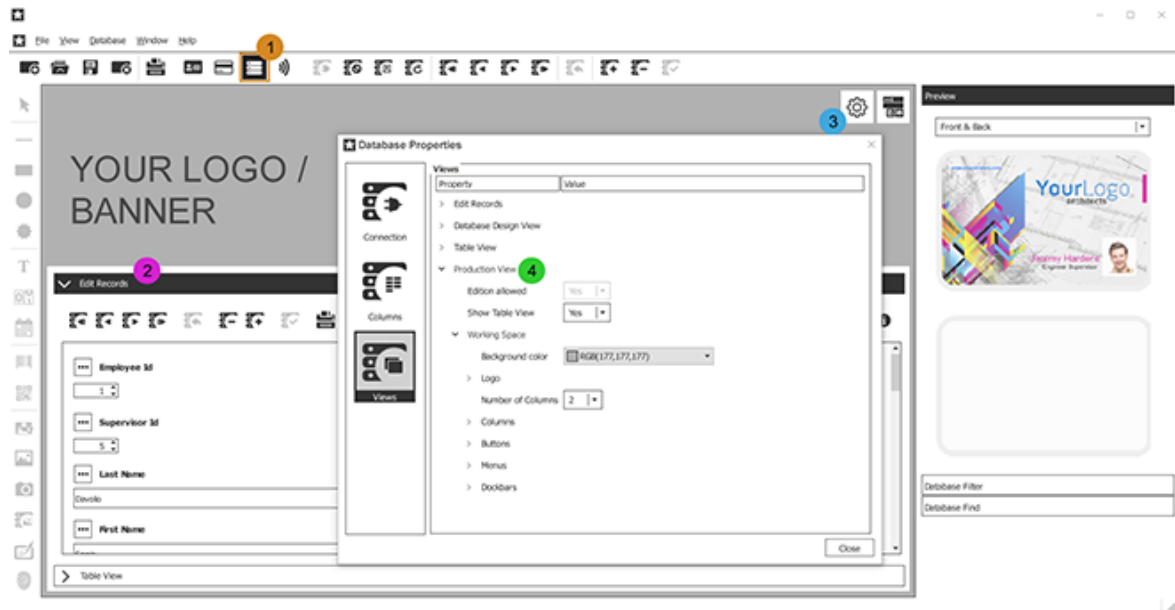 File View Database Window Help
1
3
YOUR LOGO /
BANNER
2
Edit Records
Employee Id
1
Supervisor Id
5
Last Name
Davolio
First Name
Table View
Database Properties
Connection
Columns
Views
Views
Property Value
Edit Records
Database Design View
Table View
Production View 4
Edition allowed Yes
Show Table View Yes
Working Space
Background color RGB(177,177,177)
Logo
Number of Columns 2
Columns
Buttons
Menus
Dockbars
Close
Preview
Front & Back
YourLogo
architects
Jeremy Harders
Engineer Supervisor
Database Filter
Database Find